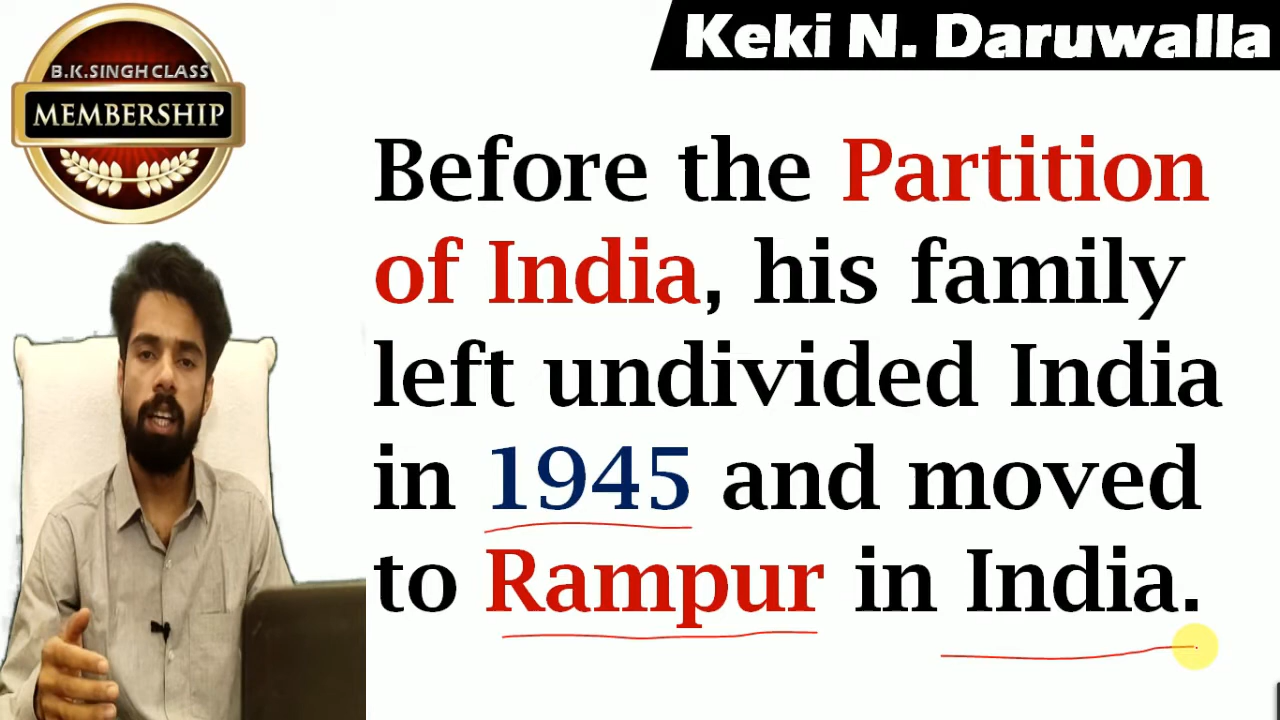 B.K.SINGH CLASS
MEMBERSHIP
Keki N. Daruwalla
Before the Partition
of India, his family
left undivided India
in 1945 and moved
to Rampur in India.